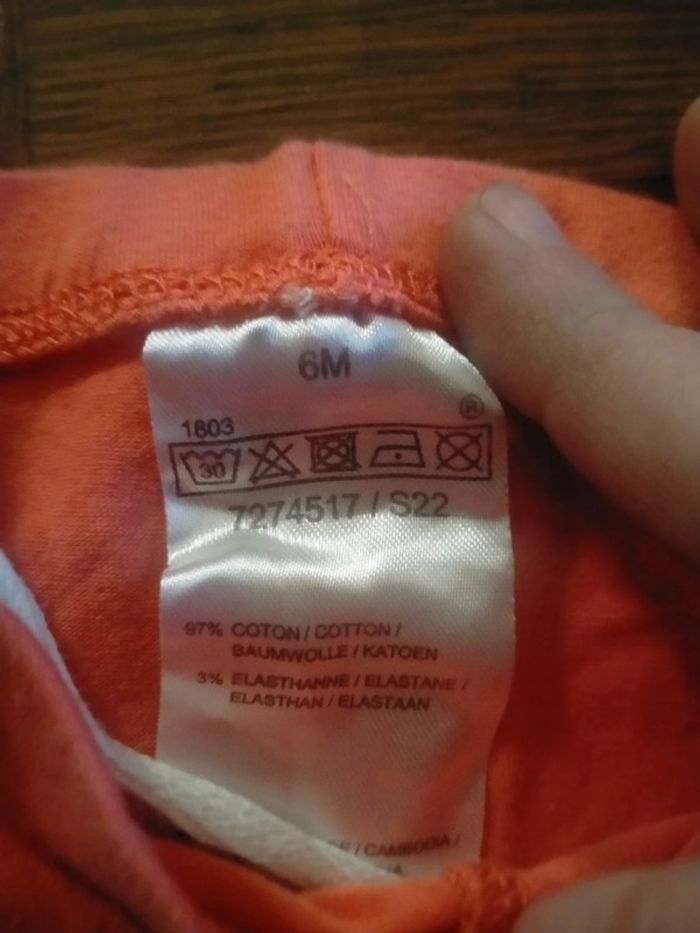 6M
®
1803
30
7274517 / S22
97% COTON / COTTON /
BAUMWOLLE / KATOEN
3% ELASTHANNE / ELASTANE /
ELASTHAN / ELASTAAN
/ CAMBODIA /